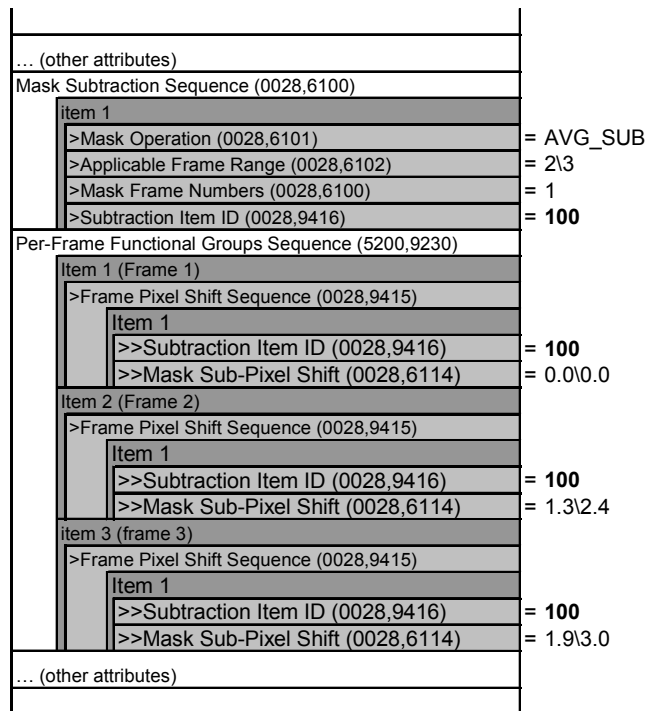 … (other attributes)
Mask Subtraction Sequence (0028,6100)
item 1
>Mask Operation (0028,6101) = AVG_SUB
>Applicable Frame Range (0028,6102) = 2\3
>Mask Frame Numbers (0028,6100) = 1
>Subtraction Item ID (0028,9416) = 100
Per-Frame Functional Groups Sequence (5200,9230)
Item 1 (Frame 1)
>Frame Pixel Shift Sequence (0028,9415)
Item 1
>>Subtraction Item ID (0028,9416) = 100
>>Mask Sub-Pixel Shift (0028,6114) = 0.0\0.0
Item 2 (Frame 2)
>Frame Pixel Shift Sequence (0028,9415)
Item 1
>>Subtraction Item ID (0028,9416) = 100
>>Mask Sub-Pixel Shift (0028,6114) = 1.3\2.4
item 3 (frame 3)
>Frame Pixel Shift Sequence (0028,9415)
Item 1
>>Subtraction Item ID (0028,9416) = 100
>>Mask Sub-Pixel Shift (0028,6114) = 1.9\3.0
… (other attributes)